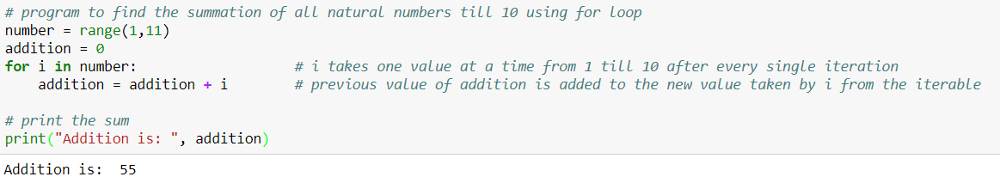 # program to find the summation of all natural numbers till 10 using for loop
number = range(1,11)
addition = 0
for i in number:                   # i takes one value at a time from 1 till 10 after every single iteration
    addition = addition + i        # previous value of addition is added to the new value taken by i from the iterable
# print the sum
print("Addition is: ", addition)
Addition is:  55